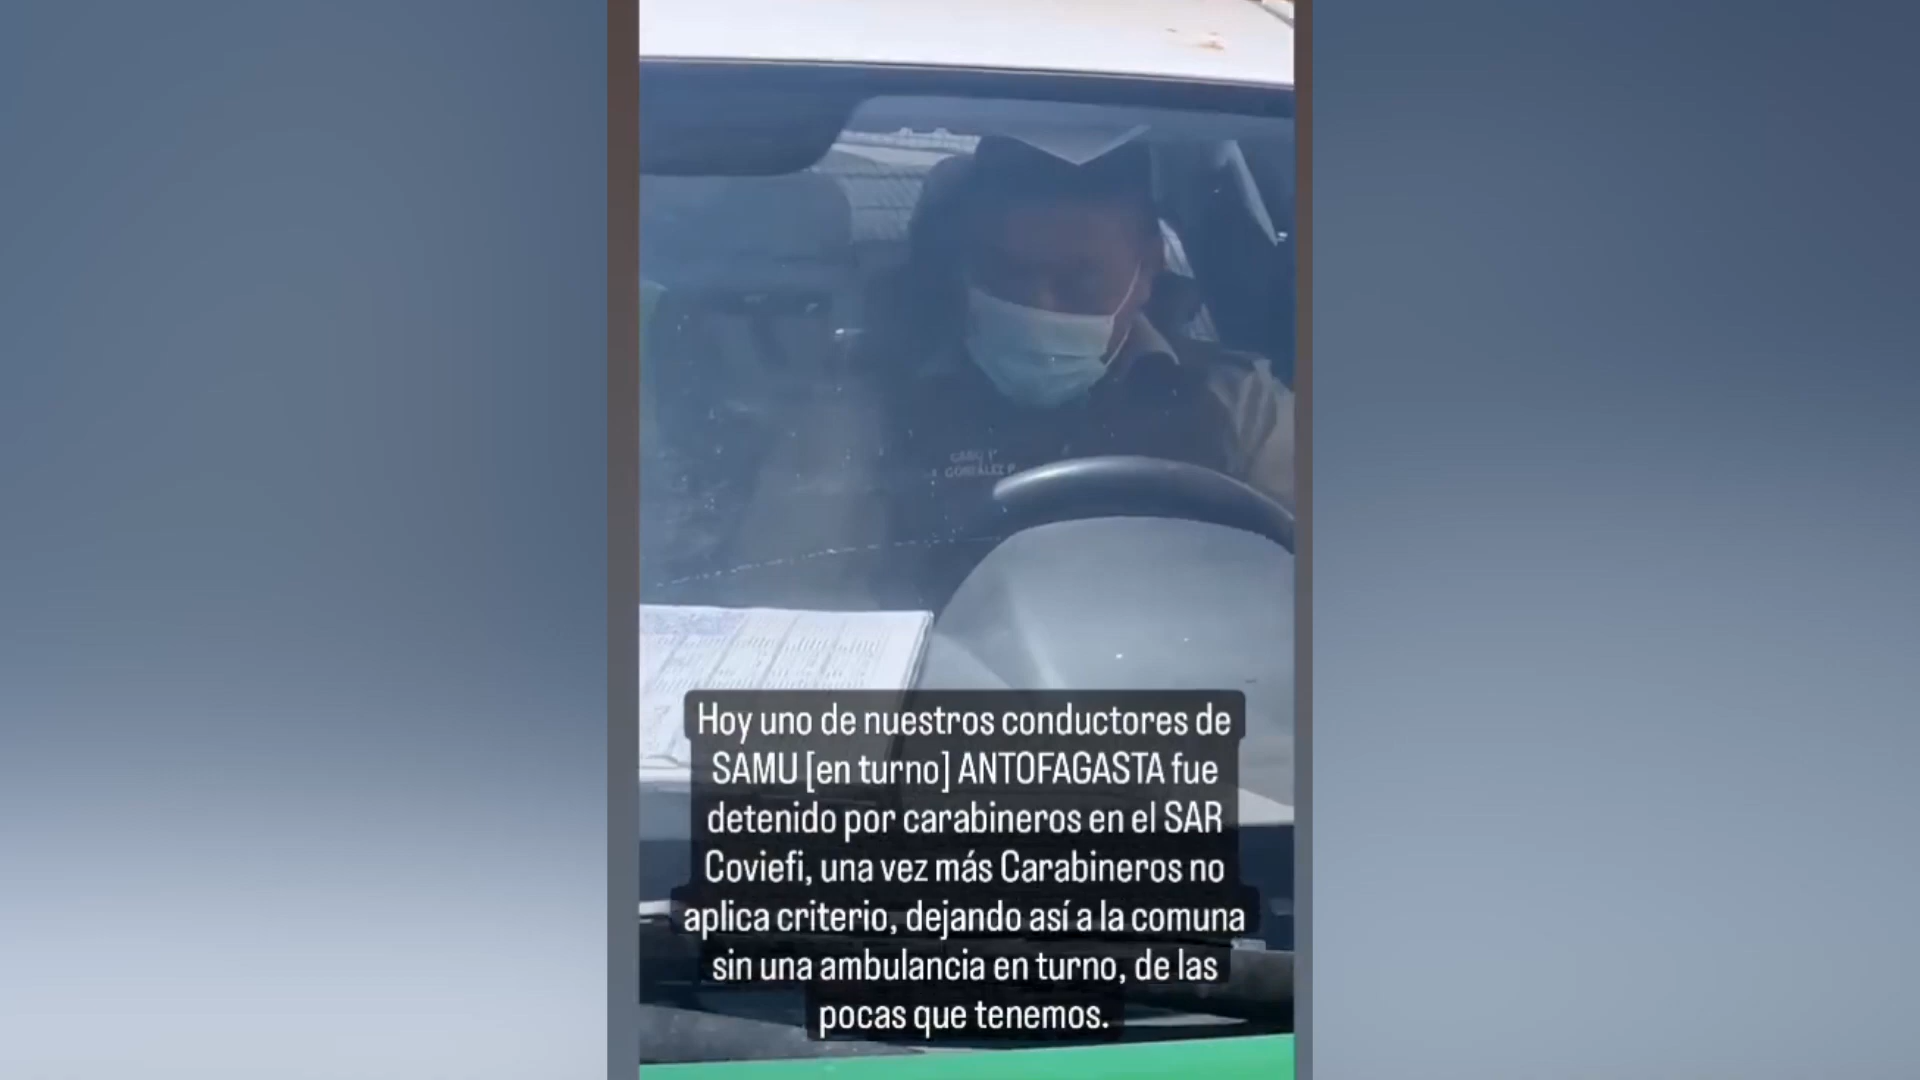 GONZÁLEZ P.
Hoy uno de nuestros conductores de
SAMU [en turno] ANTOFAGASTA fue
detenido por carabineros en el SAR
Coviefi, una vez más Carabineros no
aplica criterio, dejando así a la comuna
sin una ambulancia en turno, de las
pocas que tenemos.